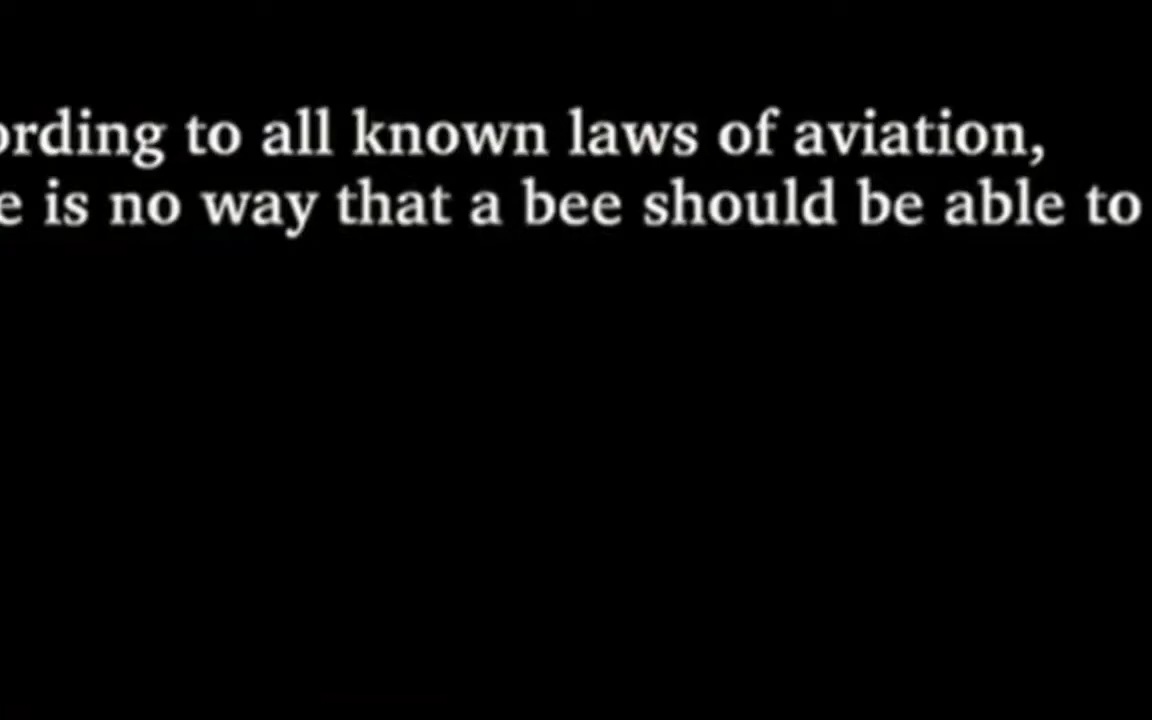 ording to all known laws of aviation,
e is no way that a bee should be able to